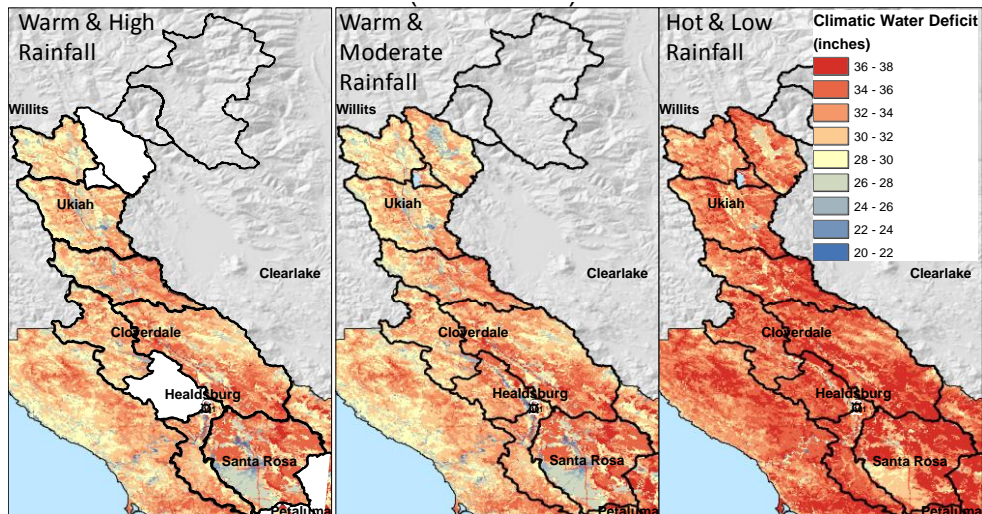 Warm & High
Rainfall
Willits
Ukiah
Clearlake
Cloverdale
Healdsburg
Santa Rosa
Petaluma
Warm &
Moderate
Rainfall
Willits
Ukiah
Clearlake
Cloverdale
Healdsburg
Santa Rosa
Petaluma
Hot & Low
Rainfall
Willits
Ukiah
Clearlake
Cloverdale
Healdsburg
Santa Rosa
Petaluma
Climatic Water Deficit
(inches)
36 - 38
34 - 36
32 - 34
30 - 32
28 - 30
26 - 28
24 - 26
22 - 24
20 - 22